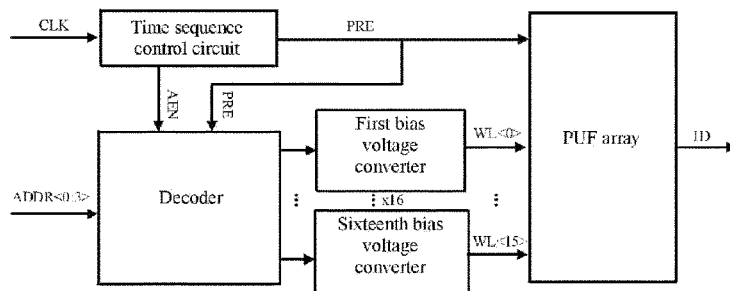 CLK
Time sequence
control circuit
PRE
AEN
PRE
First bias
voltage
converter
WL<0>
PUF array
ID
ADDR<0:3>
Decoder
x16
Sixteenth bias
voltage
converter
WL<15>